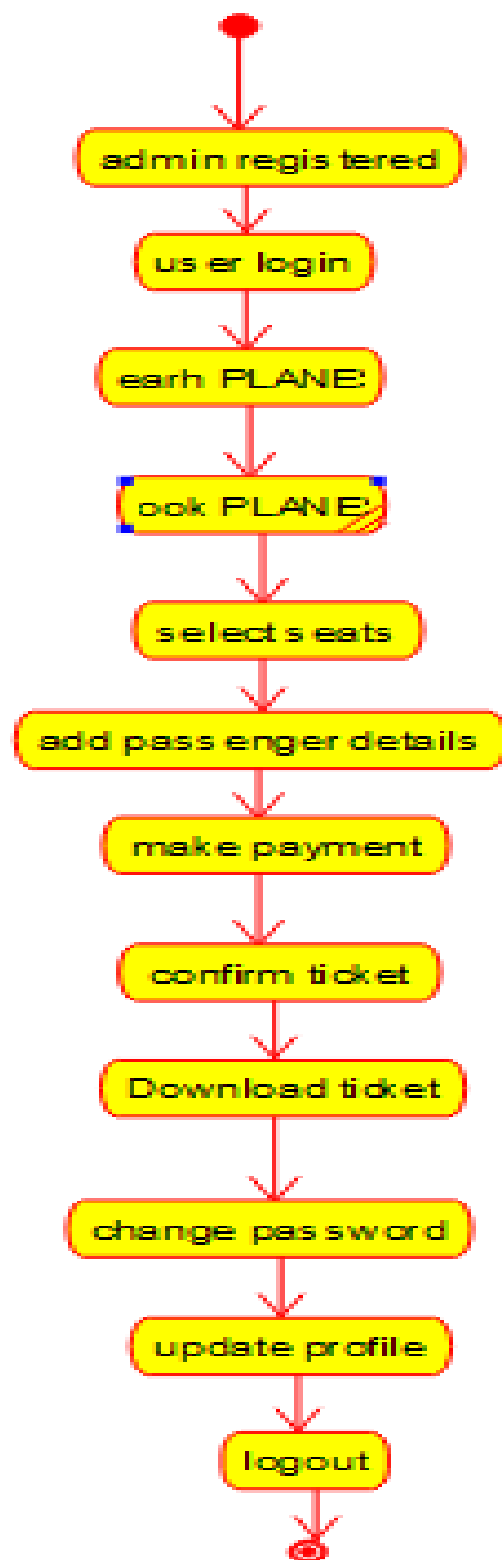 admin registered
user login
earh PLANE
ook PLANE
select seats
add passenger details
make payment
confirm ticket
Download ticket
change password
update profile
logout